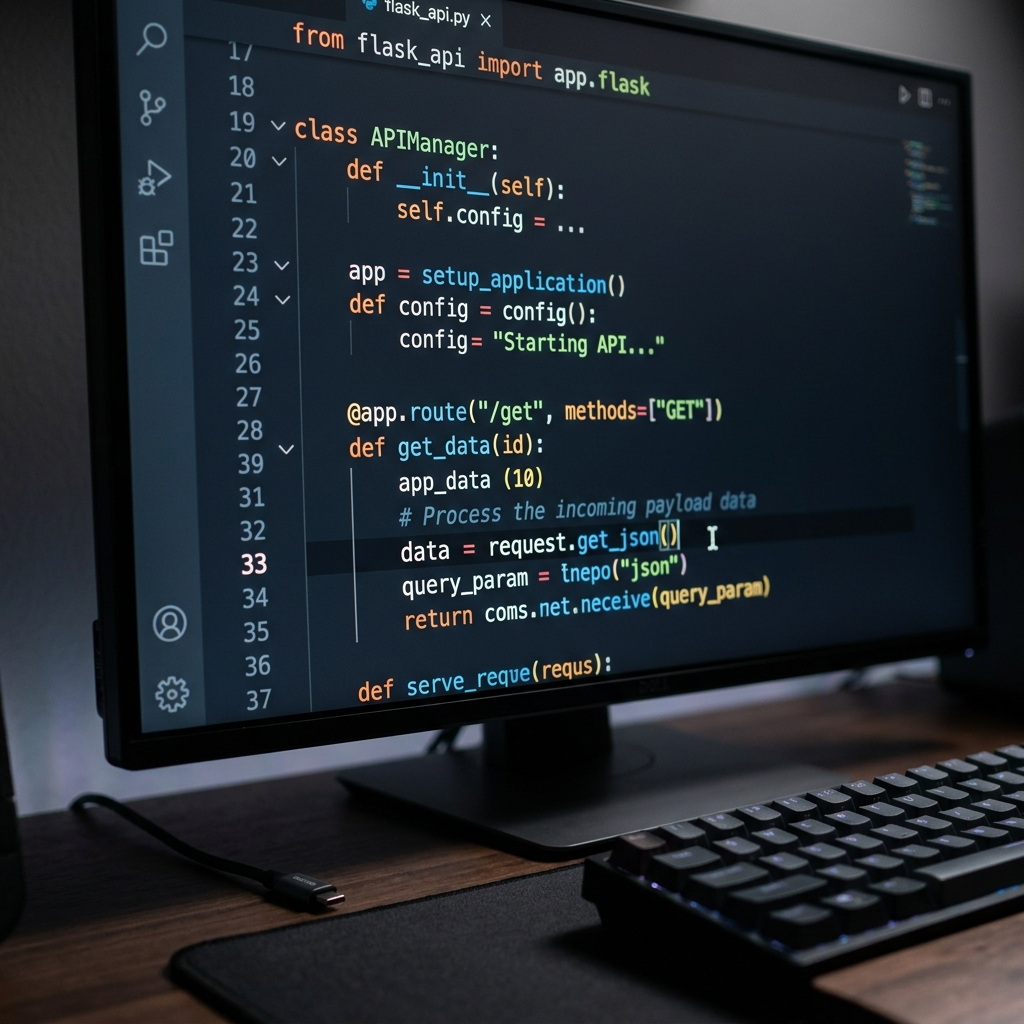 flask_api.py ×
from flask_api import app.flask
17
18
19 class APIManager:
20 def __init__(self):
21 self.config = ...
22
23 app = setup_application()
24 def config = config():
25 config= "Starting API..."
26
27 @app.route("/get", methods=["GET"])
28 def get_data(id):
39 app_data (10)
31 # Process the incoming payload data
32 data = request.get_json()
33 query_param = tnepo("json")
34 return coms.net.neceive(query_param)
35
36 def serve_reque(requs):
37